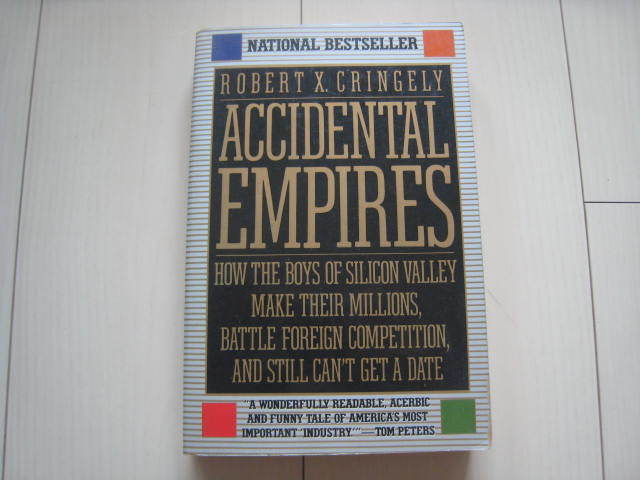 NATIONAL BESTSELLER
ROBERT X. CRINGELY
ACCIDENTAL
EMPIRES
HOW THE BOYS OF SILICON VALLEY
MAKE THEIR MILLIONS,
BATTLE FOREIGN COMPETITION,
AND STILL CAN'T GET A DATE
"A WONDERFULLY READABLE, ACERBIC
AND FUNNY TALE OF AMERICA'S MOST
IMPORTANT 'INDUSTRY.'"—TOM PETERS